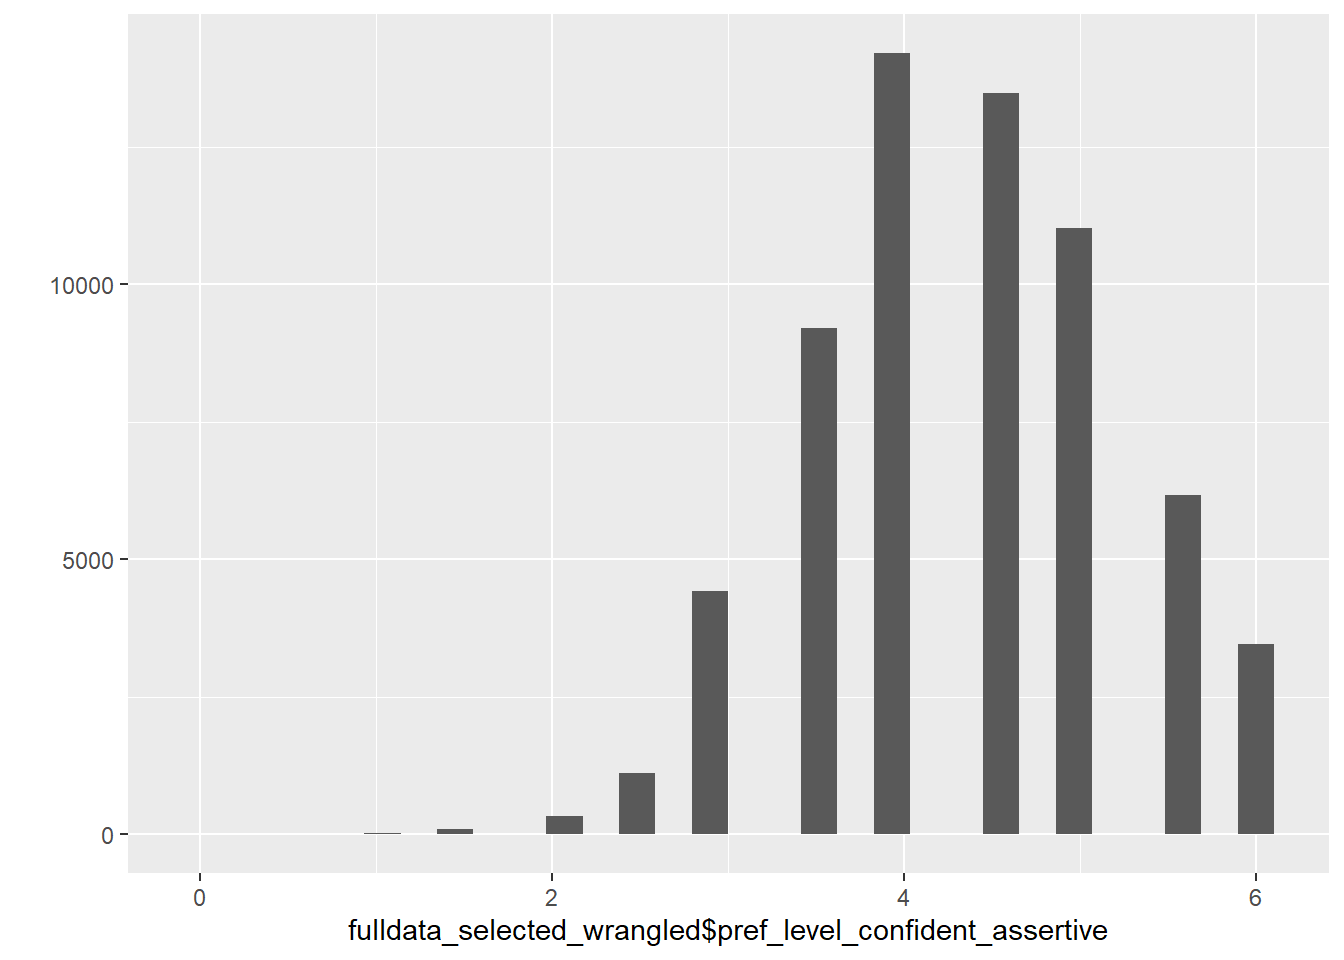 10000
5000
0
0 2 4 6
fulldata_selected_wrangled$pref_level_confident_assertive